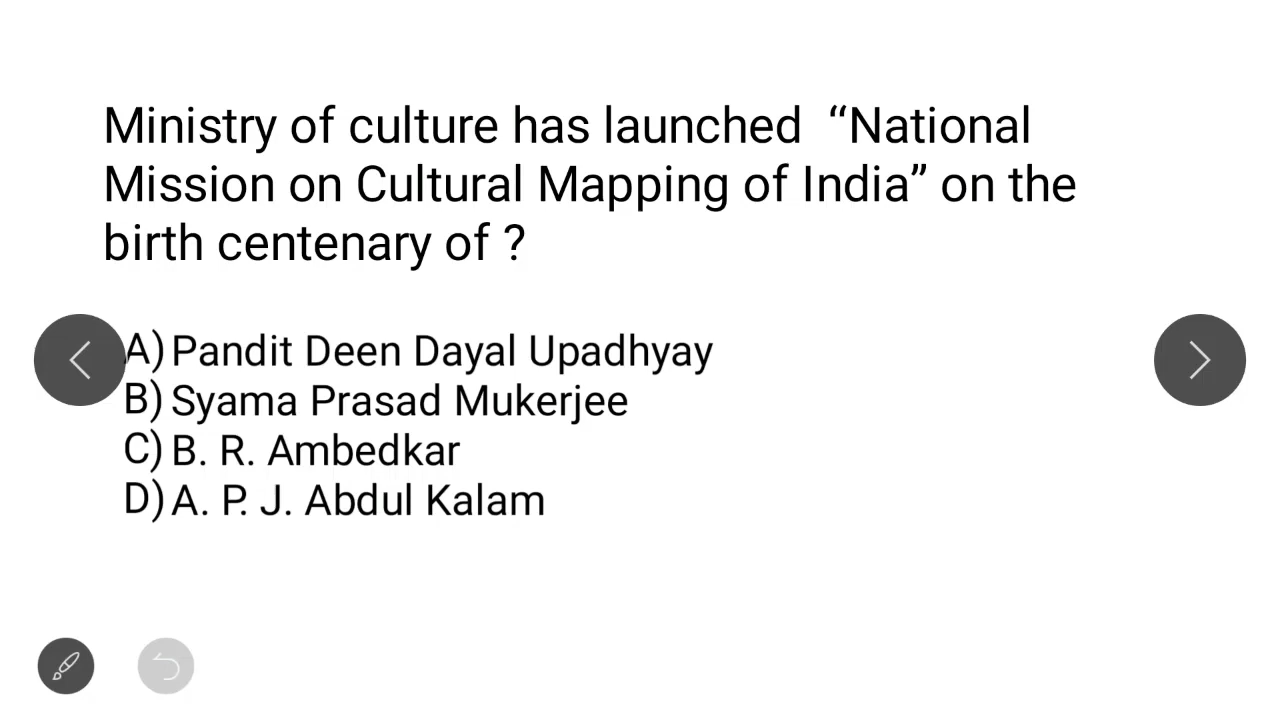 Ministry of culture has launched “National
Mission on Cultural Mapping of India” on the
birth centenary of ?
A) Pandit Deen Dayal Upadhyay
B) Syama Prasad Mukerjee
C) B. R. Ambedkar
D) A. P. J. Abdul Kalam